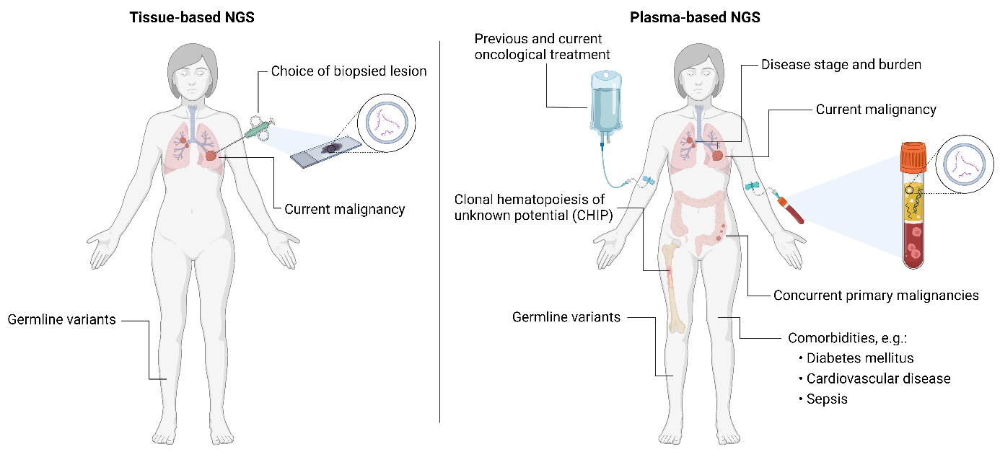 Tissue-based NGS
Choice of biopsied lesion
Current malignancy
Germline variants
Plasma-based NGS
Previous and current
oncological treatment
Disease stage and burden
Current malignancy
Clonal hematopoiesis of
unknown potential (CHIP)
Concurrent primary malignancies
Germline variants
Comorbidities, e.g.:
• Diabetes mellitus
• Cardiovascular disease
• Sepsis